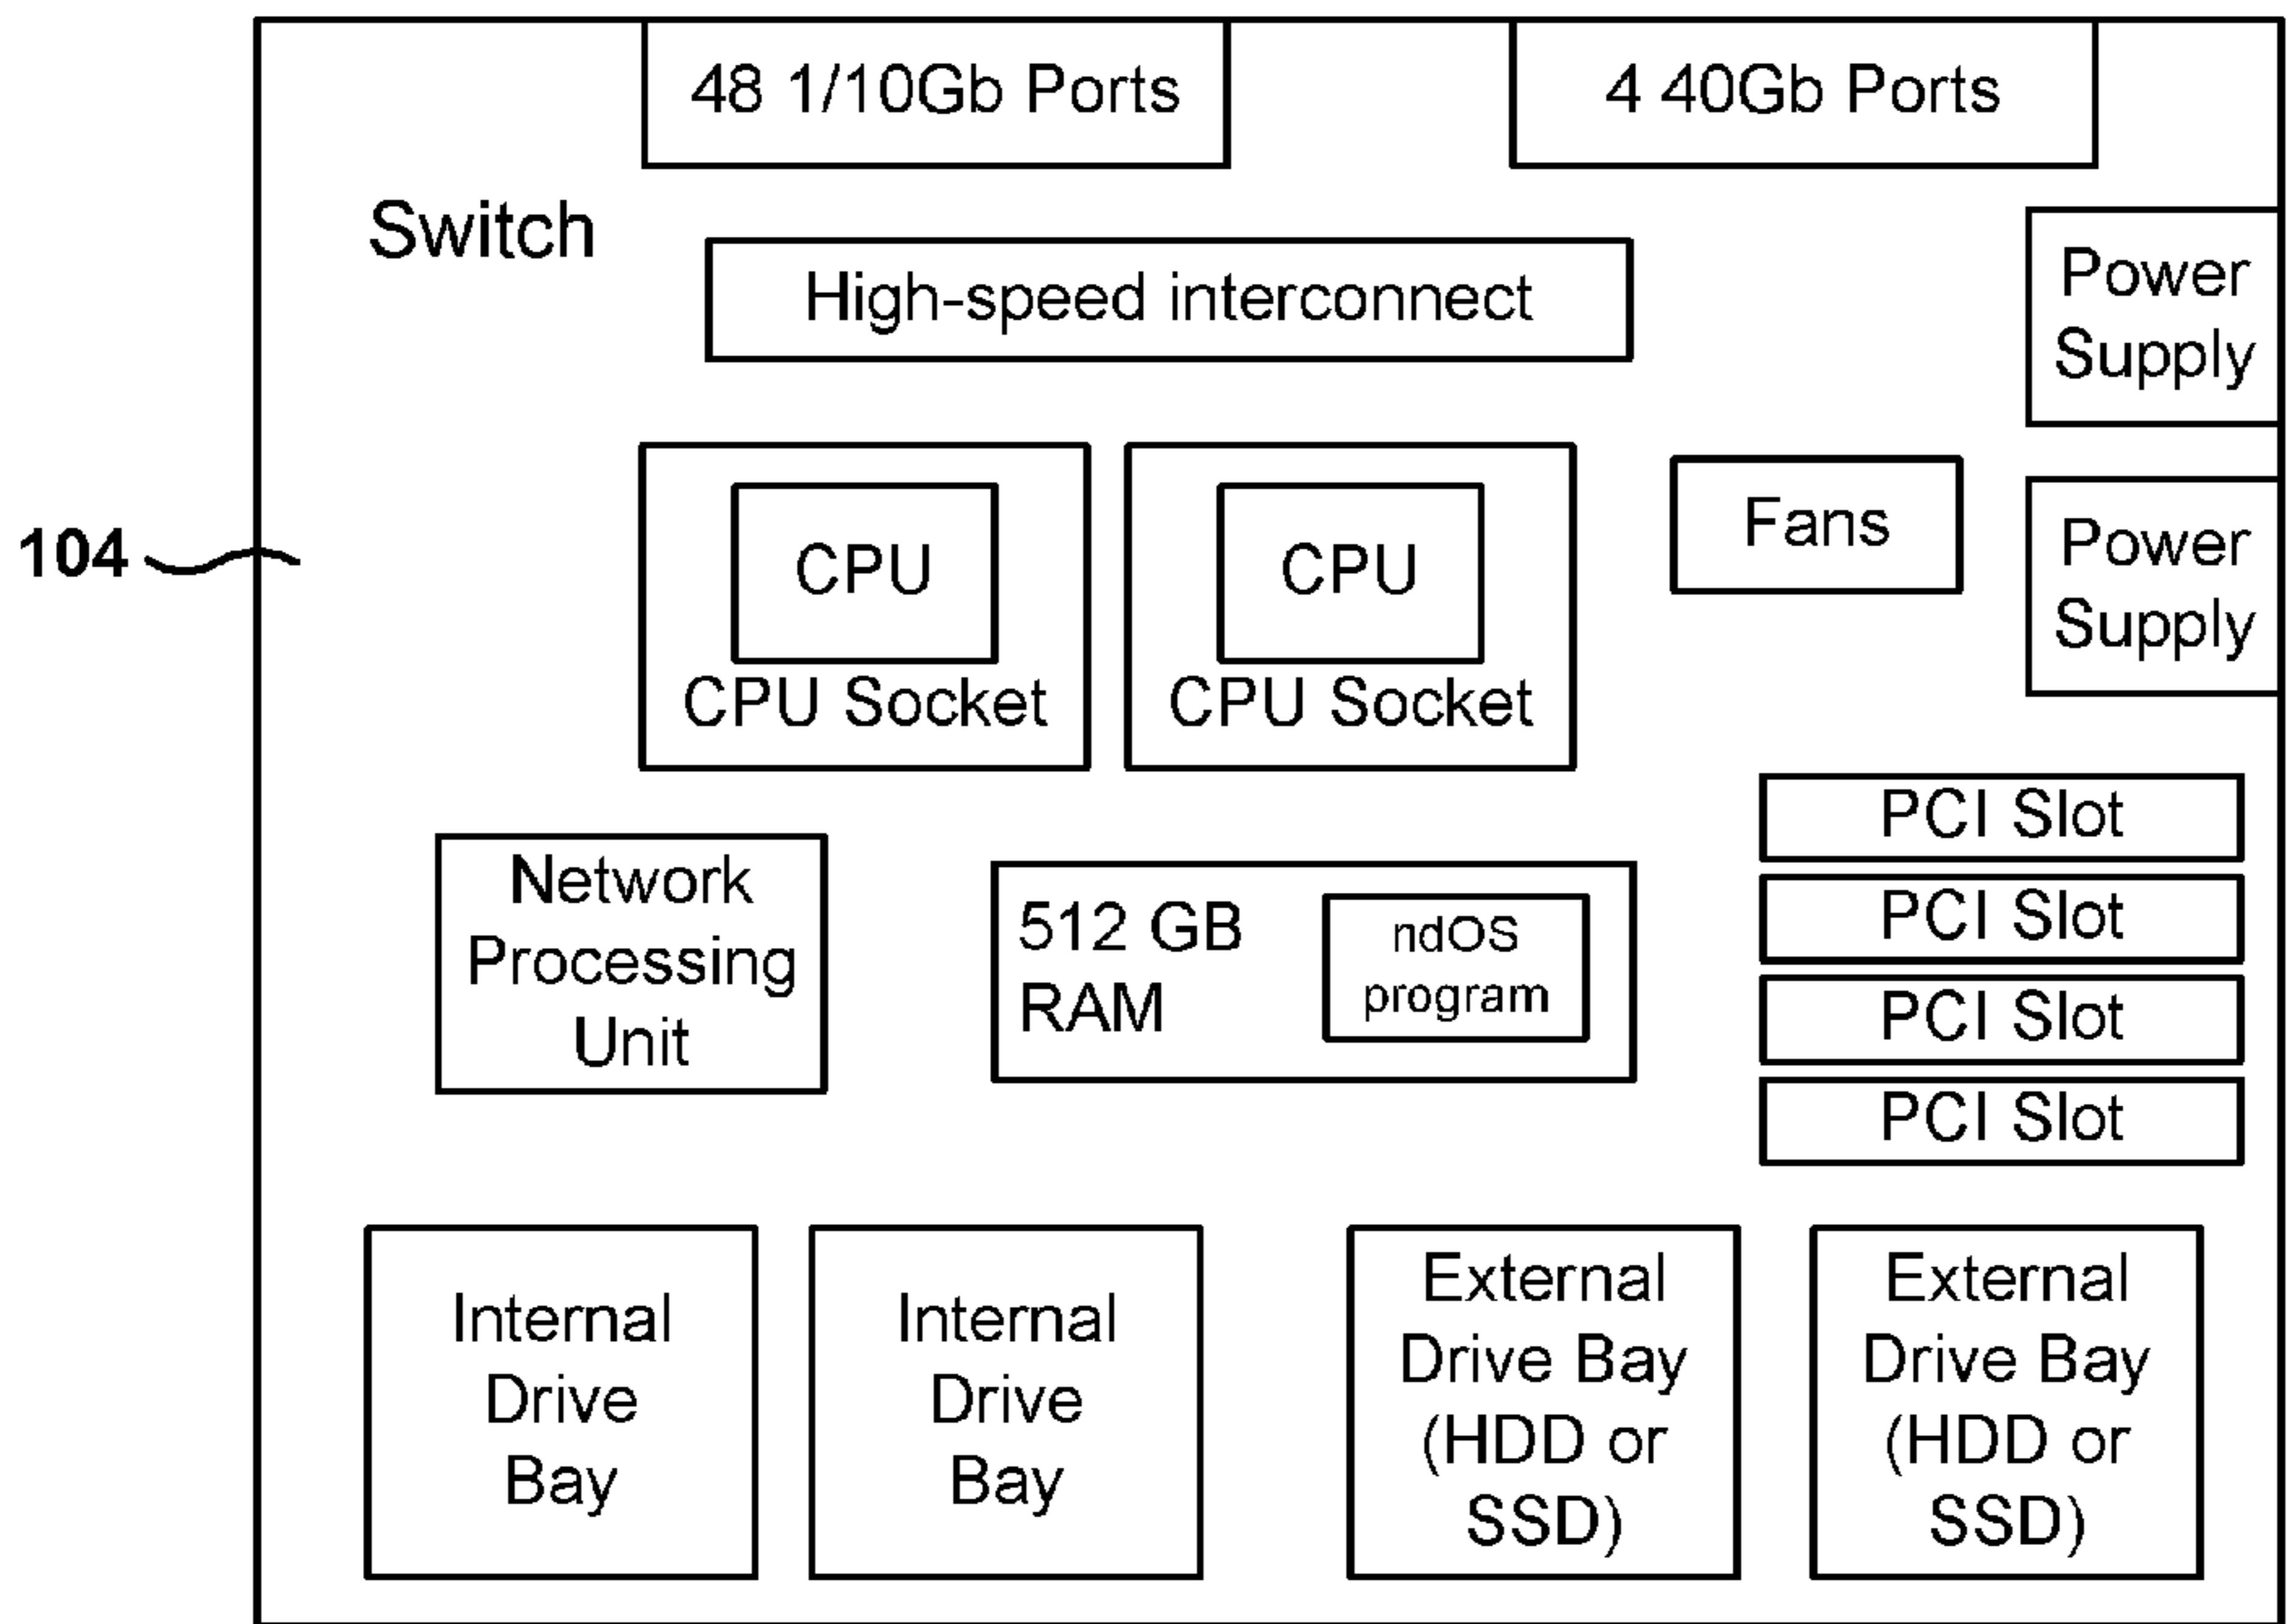 48 1/10Gb Ports
4 40Gb Ports
Switch
High-speed interconnect
Power
Supply
CPU
CPU Socket
CPU
CPU Socket
Fans
Power
Supply
104
Network
Processing
Unit
512 GB
RAM
ndOS
program
PCI Slot
PCI Slot
PCI Slot
PCI Slot
Internal
Drive
Bay
Internal
Drive
Bay
External
Drive Bay
(HDD or
SSD)
External
Drive Bay
(HDD or
SSD)